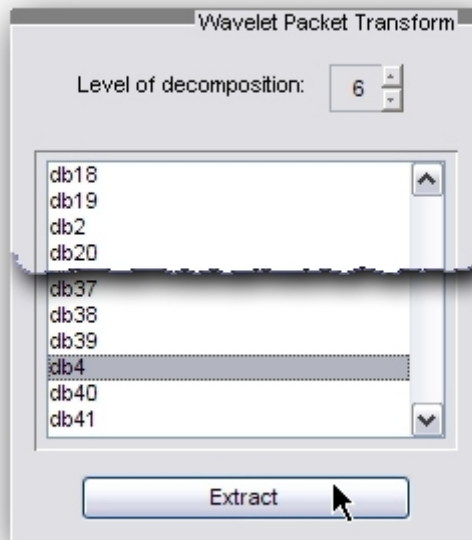 Wavelet Packet Transform
Level of decomposition: 6
db18
db19
db2
db20
db37
db38
db39
db4
db40
db41
Extract